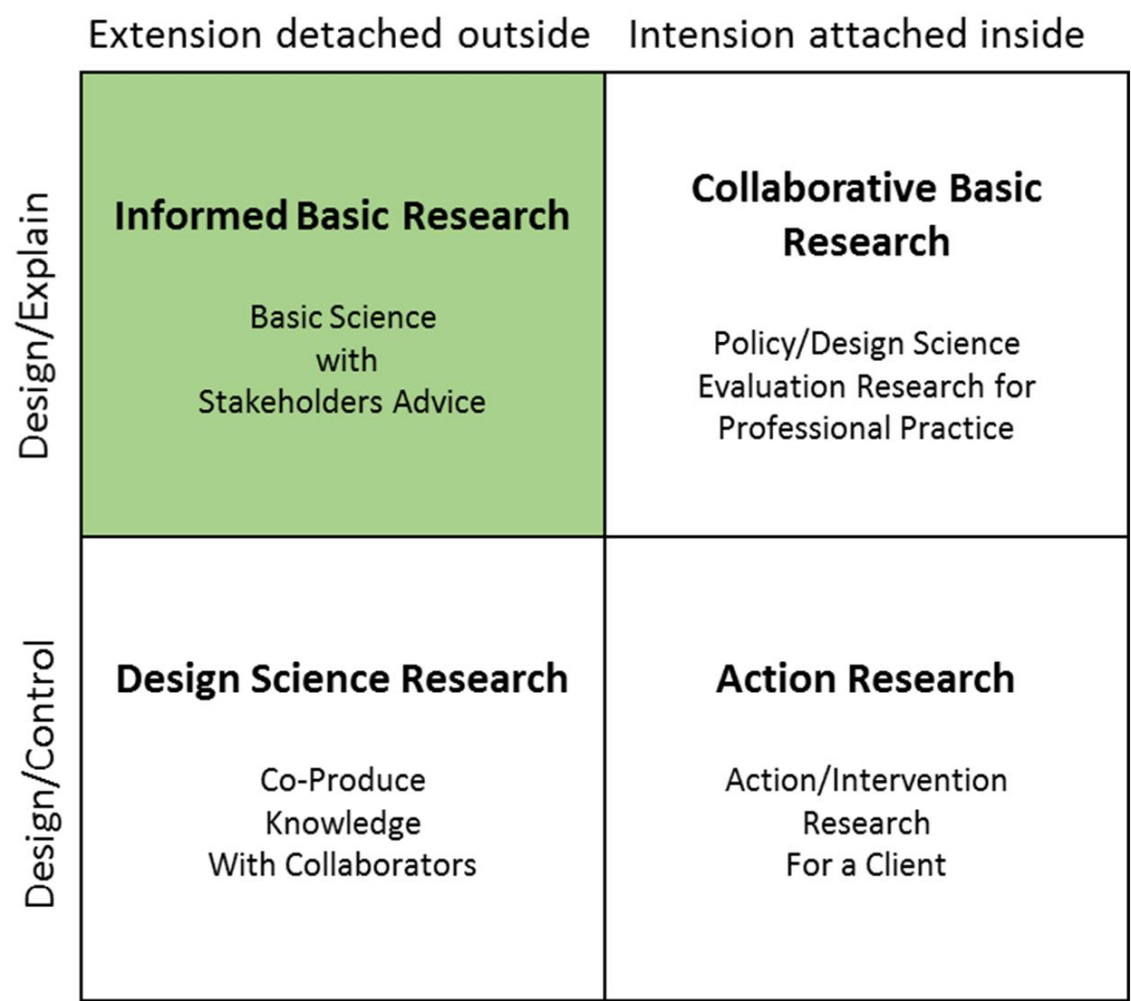 Extension detached outside
Intension attached inside
Design/Explain
Informed Basic Research
Basic Science
with
Stakeholders Advice
Collaborative Basic
Research
Policy/Design Science
Evaluation Research for
Professional Practice
Design/Control
Design Science Research
Co-Produce
Knowledge
With Collaborators
Action Research
Action/Intervention
Research
For a Client